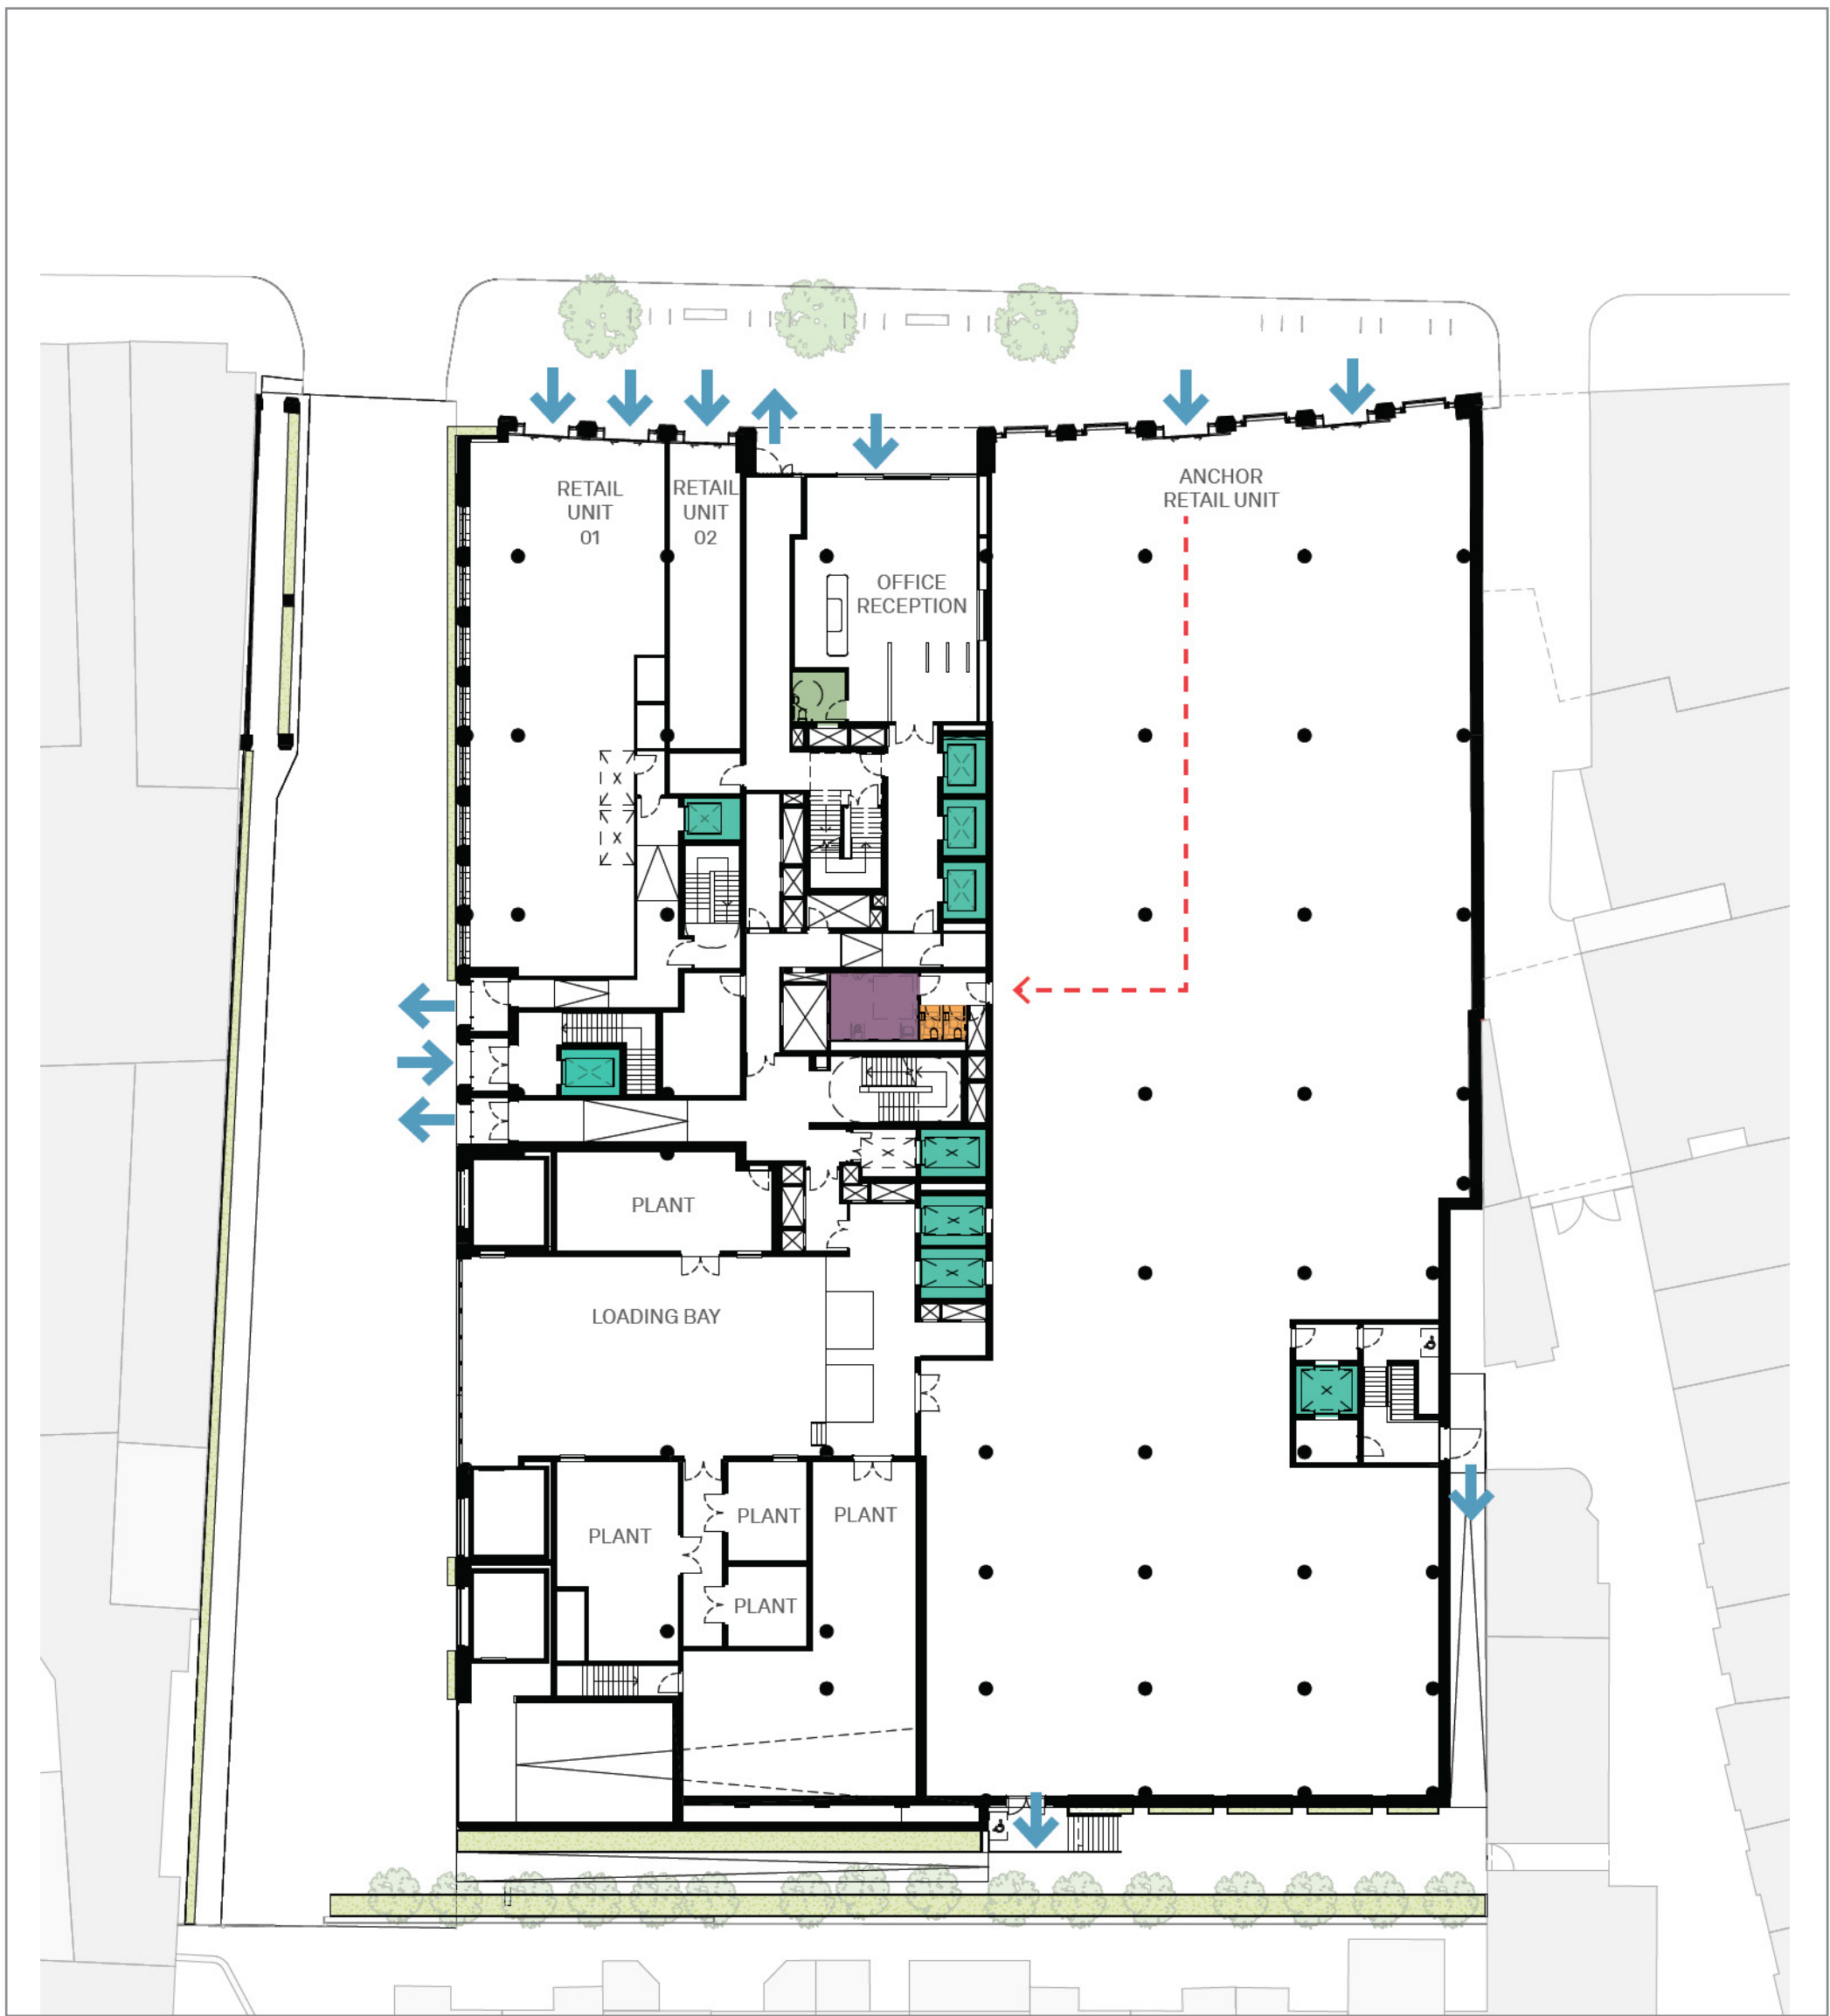 RETAIL
UNIT
01
RETAIL
UNIT
02
ANCHOR
RETAIL UNIT
OFFICE
RECEPTION
PLANT
LOADING BAY
PLANT
PLANT
PLANT
PLANT